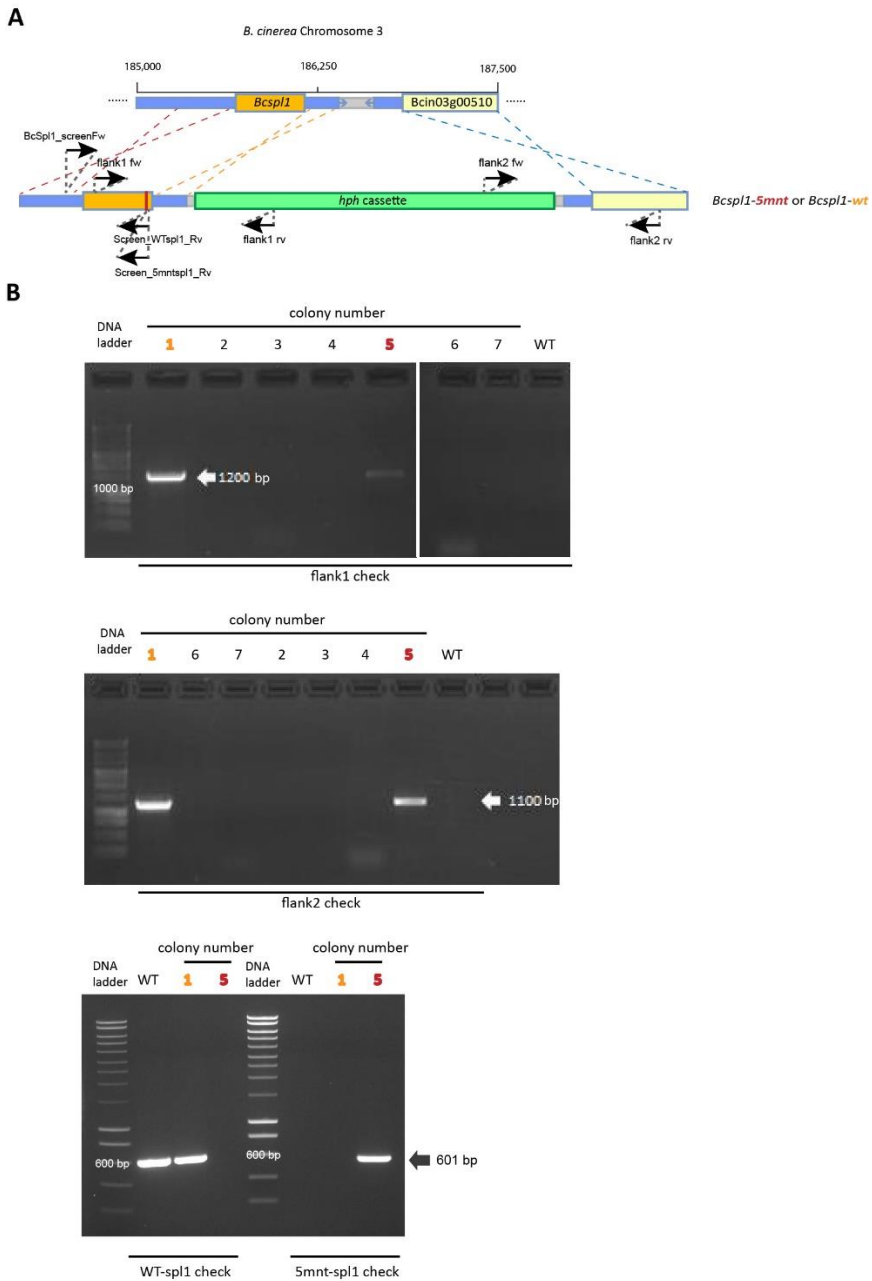 A
B. cinerea Chromosome 3
185,000 186,250 187,500
...... Bcspl1 Bcin03g00510 ......
BcSpl1_screenFw
flank1 fw flank2 fw
hph cassette Bcspl1-5mnt or Bcspl1-wt
Screen_WTspl1_Rv flank1 rv flank2 rv
Screen_5mntspl1_Rv
B
colony number
DNA
ladder 1 2 3 4 5 6 7 WT
1000 bp 1200 bp
flank1 check
colony number
DNA
ladder 1 6 7 2 3 4 5 WT
1100 bp
flank2 check
colony number colony number
DNA DNA
ladder WT 1 5 ladder WT 1 5
600 bp 600 bp 601 bp
WT-spl1 check 5mnt-spl1 check